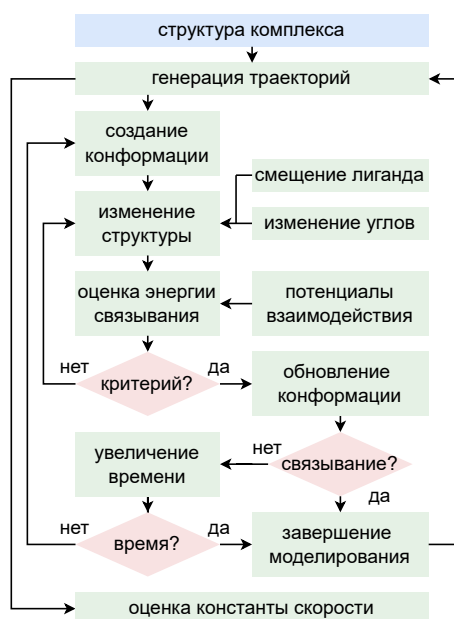 структура комплекса
генерация траекторий
создание
конформации
смещение лиганда
изменение
структуры
изменение углов
оценка энергии
связывания
потенциалы
взаимодействия
нет
критерий?
да
обновление
конформации
увеличение
времени
нет
связывание?
да
нет
время?
да
завершение
моделирования
оценка константы скорости